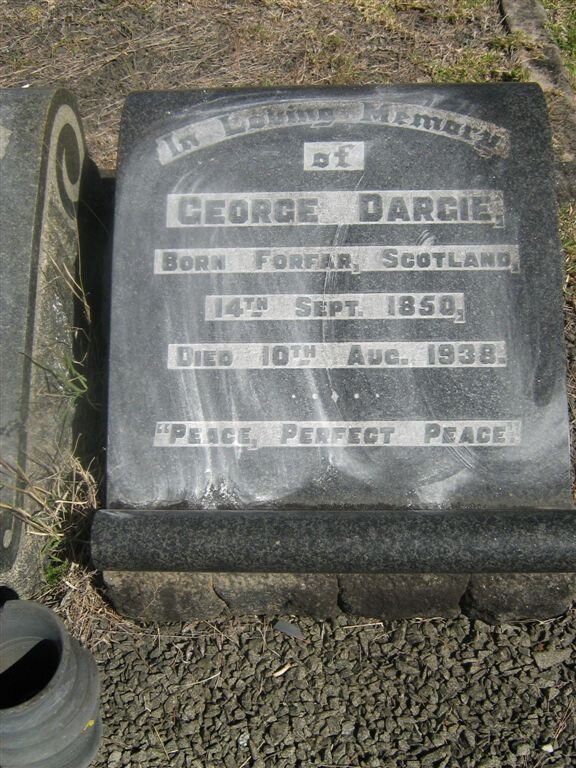 In Loving Memory
of
GEORGE DARGIE,
BORN FORFAR, SCOTLAND,
14TH SEPT. 1850,
DIED 10TH AUG. 1938.
"PEACE, PERFECT PEACE".